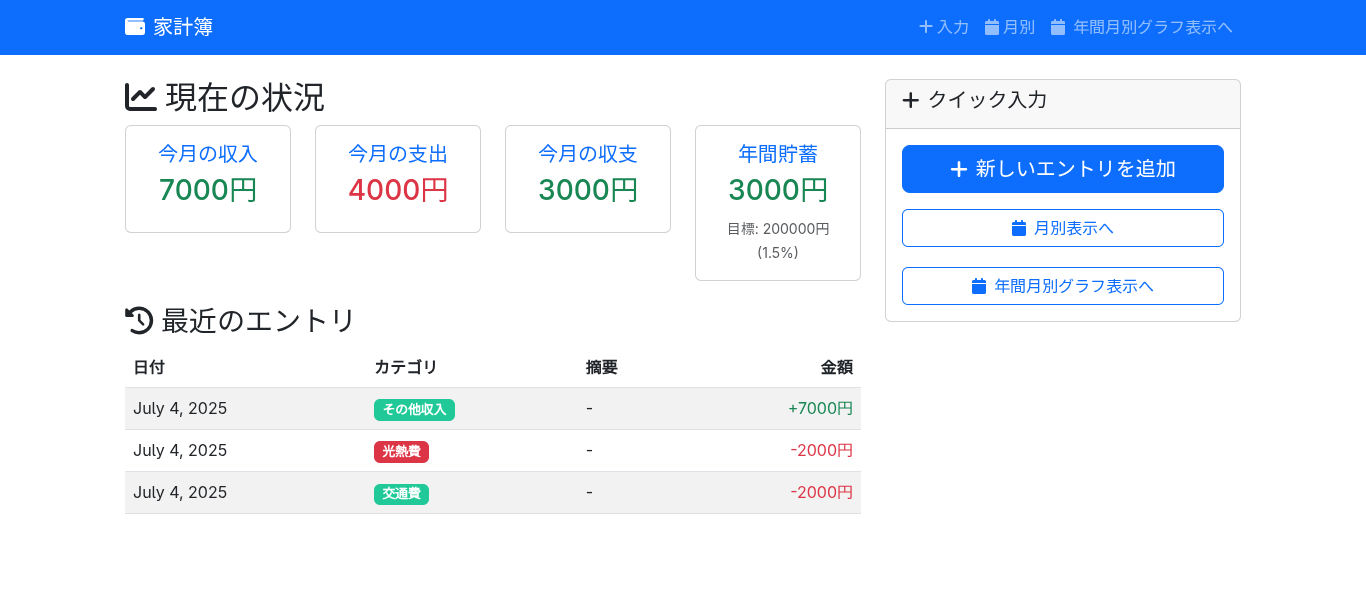 家計簿
入力 月別 年間月別グラフ表示へ
現在の状況
今月の収入
7000円
今月の支出
4000円
今月の収支
3000円
年間貯蓄
3000円
目標: 200000円
(1.5%)
クイック入力
新しいエントリを追加
月別表示へ
年間月別グラフ表示へ
最近のエントリ
日付 カテゴリ 摘要 金額
July 4, 2025 その他収入 - +7000円
July 4, 2025 光熱費 - -2000円
July 4, 2025 交通費 - -2000円